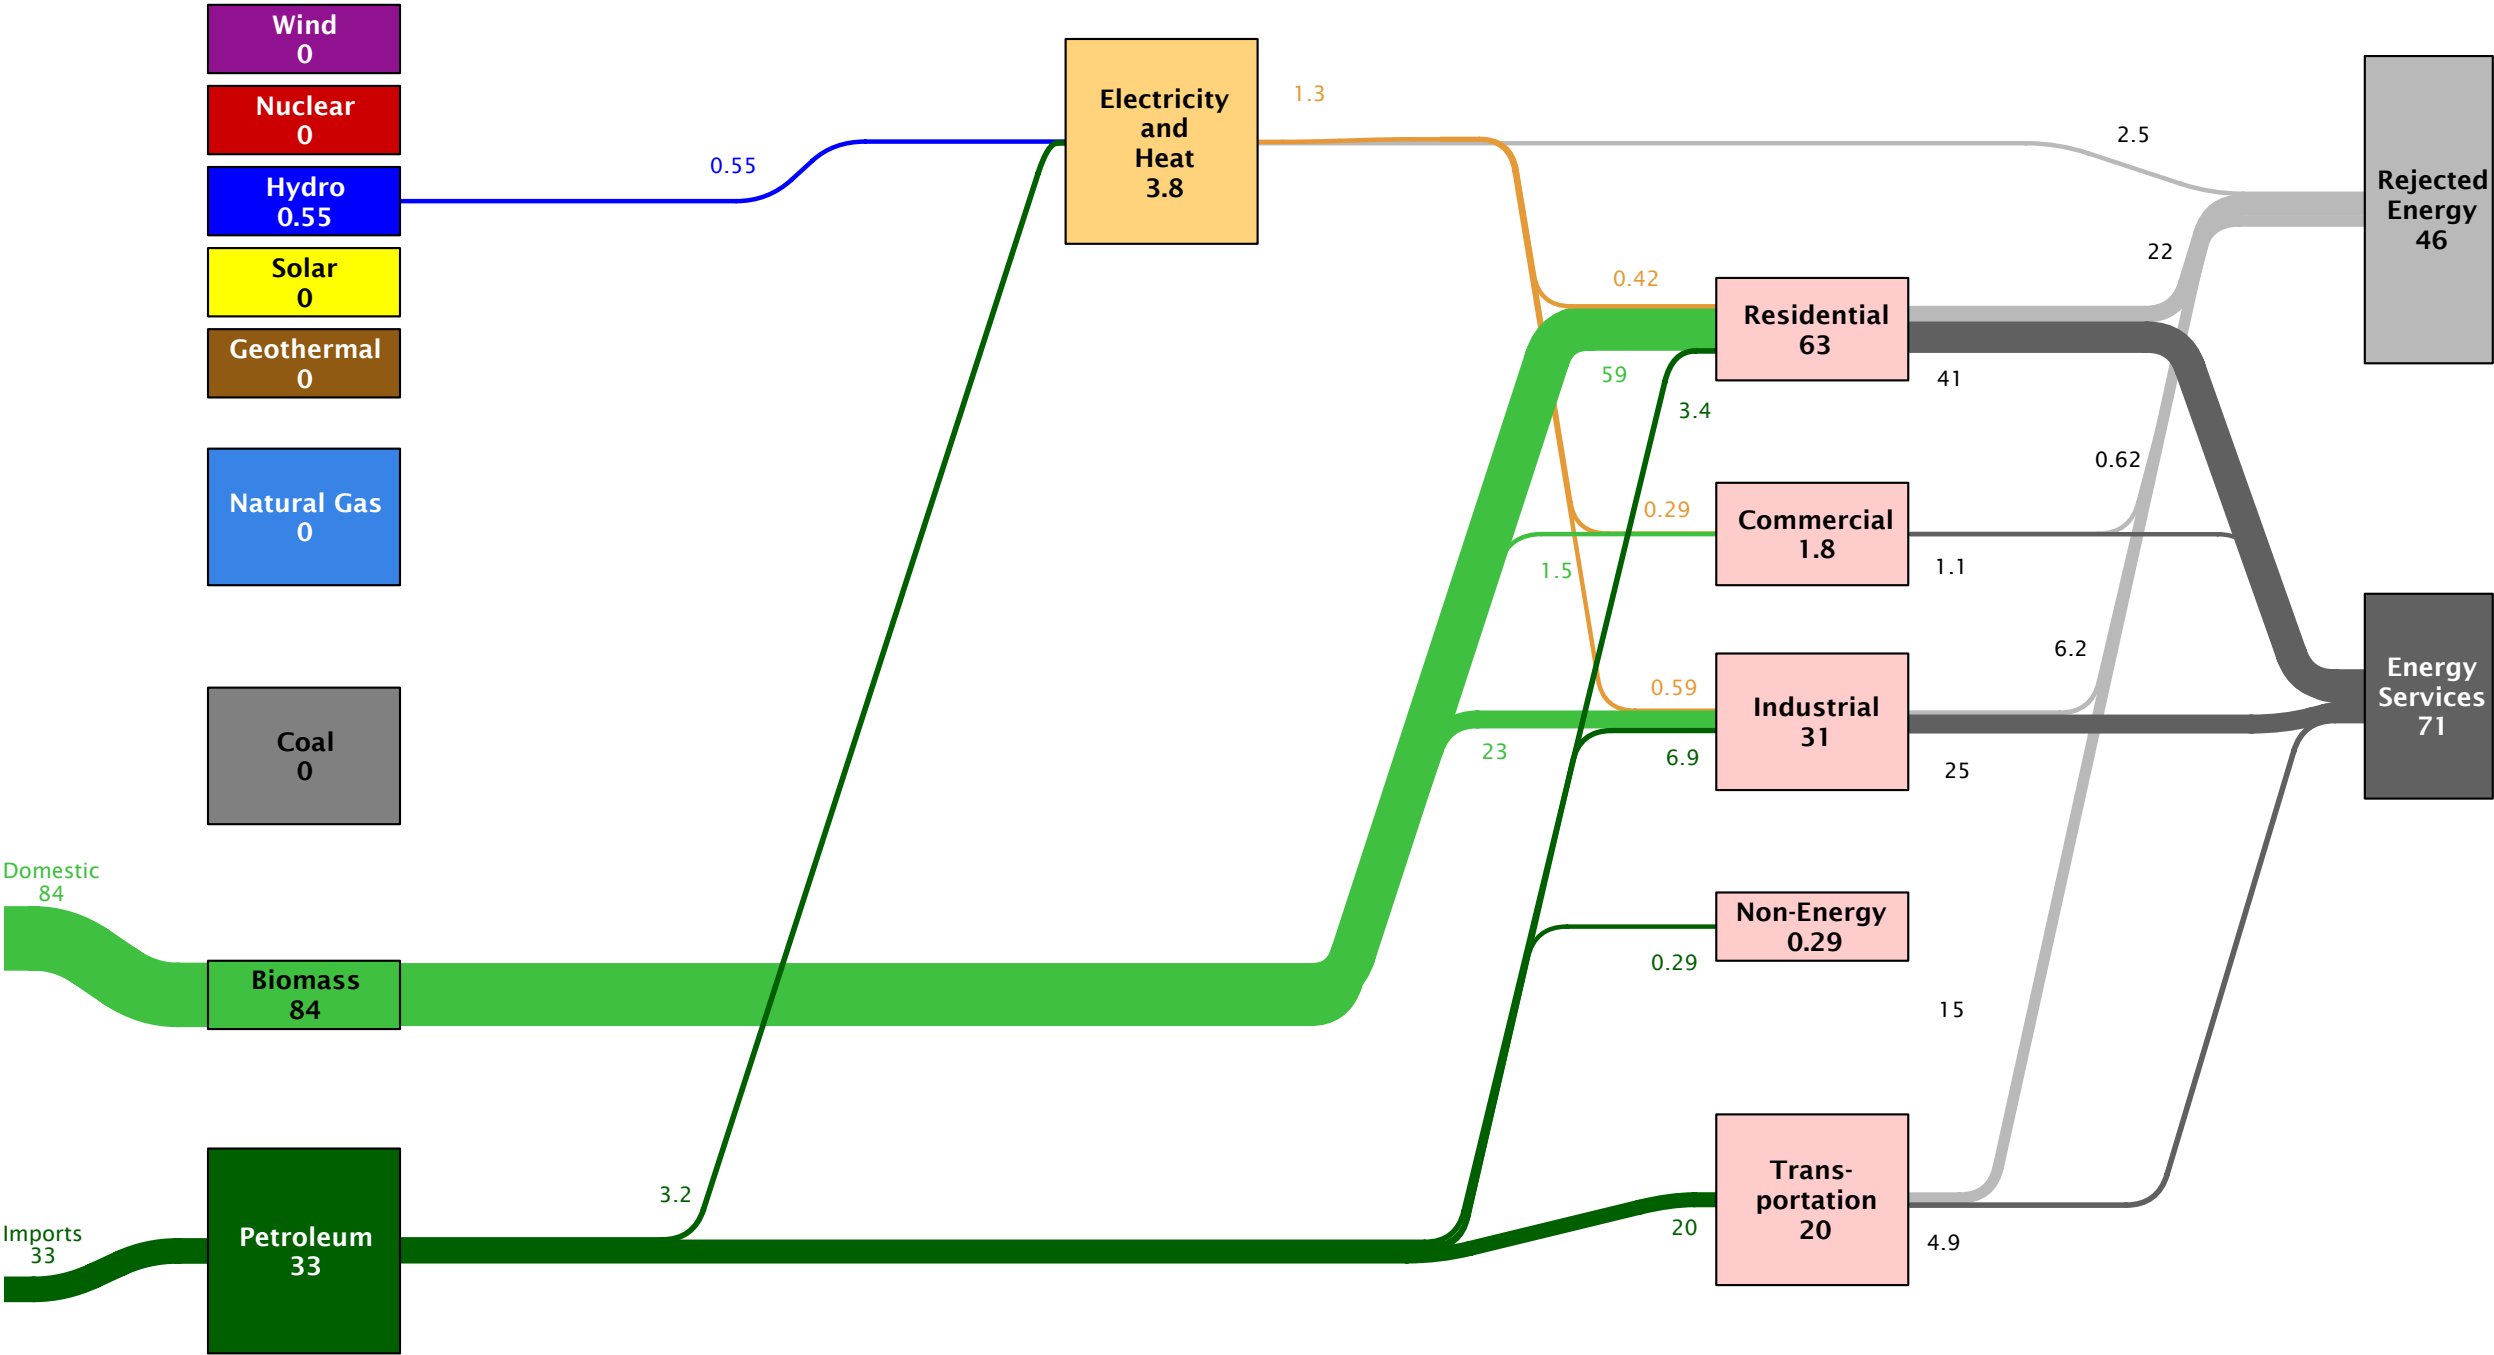 Wind
0
Nuclear
0
Hydro
0.55
Solar
0
Geothermal
0
Natural Gas
0
Coal
0
Domestic
84
Biomass
84
Imports
33
Petroleum
33
0.55
3.2
Electricity
and
Heat
3.8
1.3
0.42
59
3.4
0.29
1.5
0.59
23
6.9
0.29
20
Residential
63
Commercial
1.8
Industrial
31
Non-Energy
0.29
Trans-
portation
20
2.5
22
41
0.62
1.1
6.2
25
15
4.9
Rejected
Energy
46
Energy
Services
71